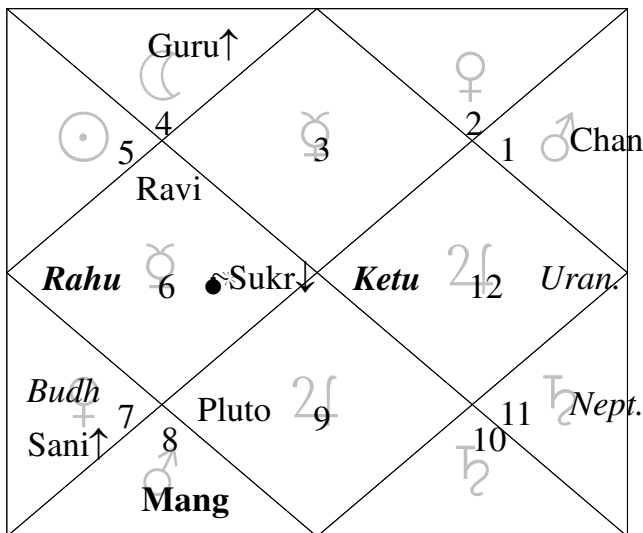 Guru↑
4
2
5
3
1
Chan
Ravi
Rahu
6
Sukr↓
Ketu
12
Uran.
Budh
7
Pluto
9
11
Nept.
Sani↑
8
10
Mang